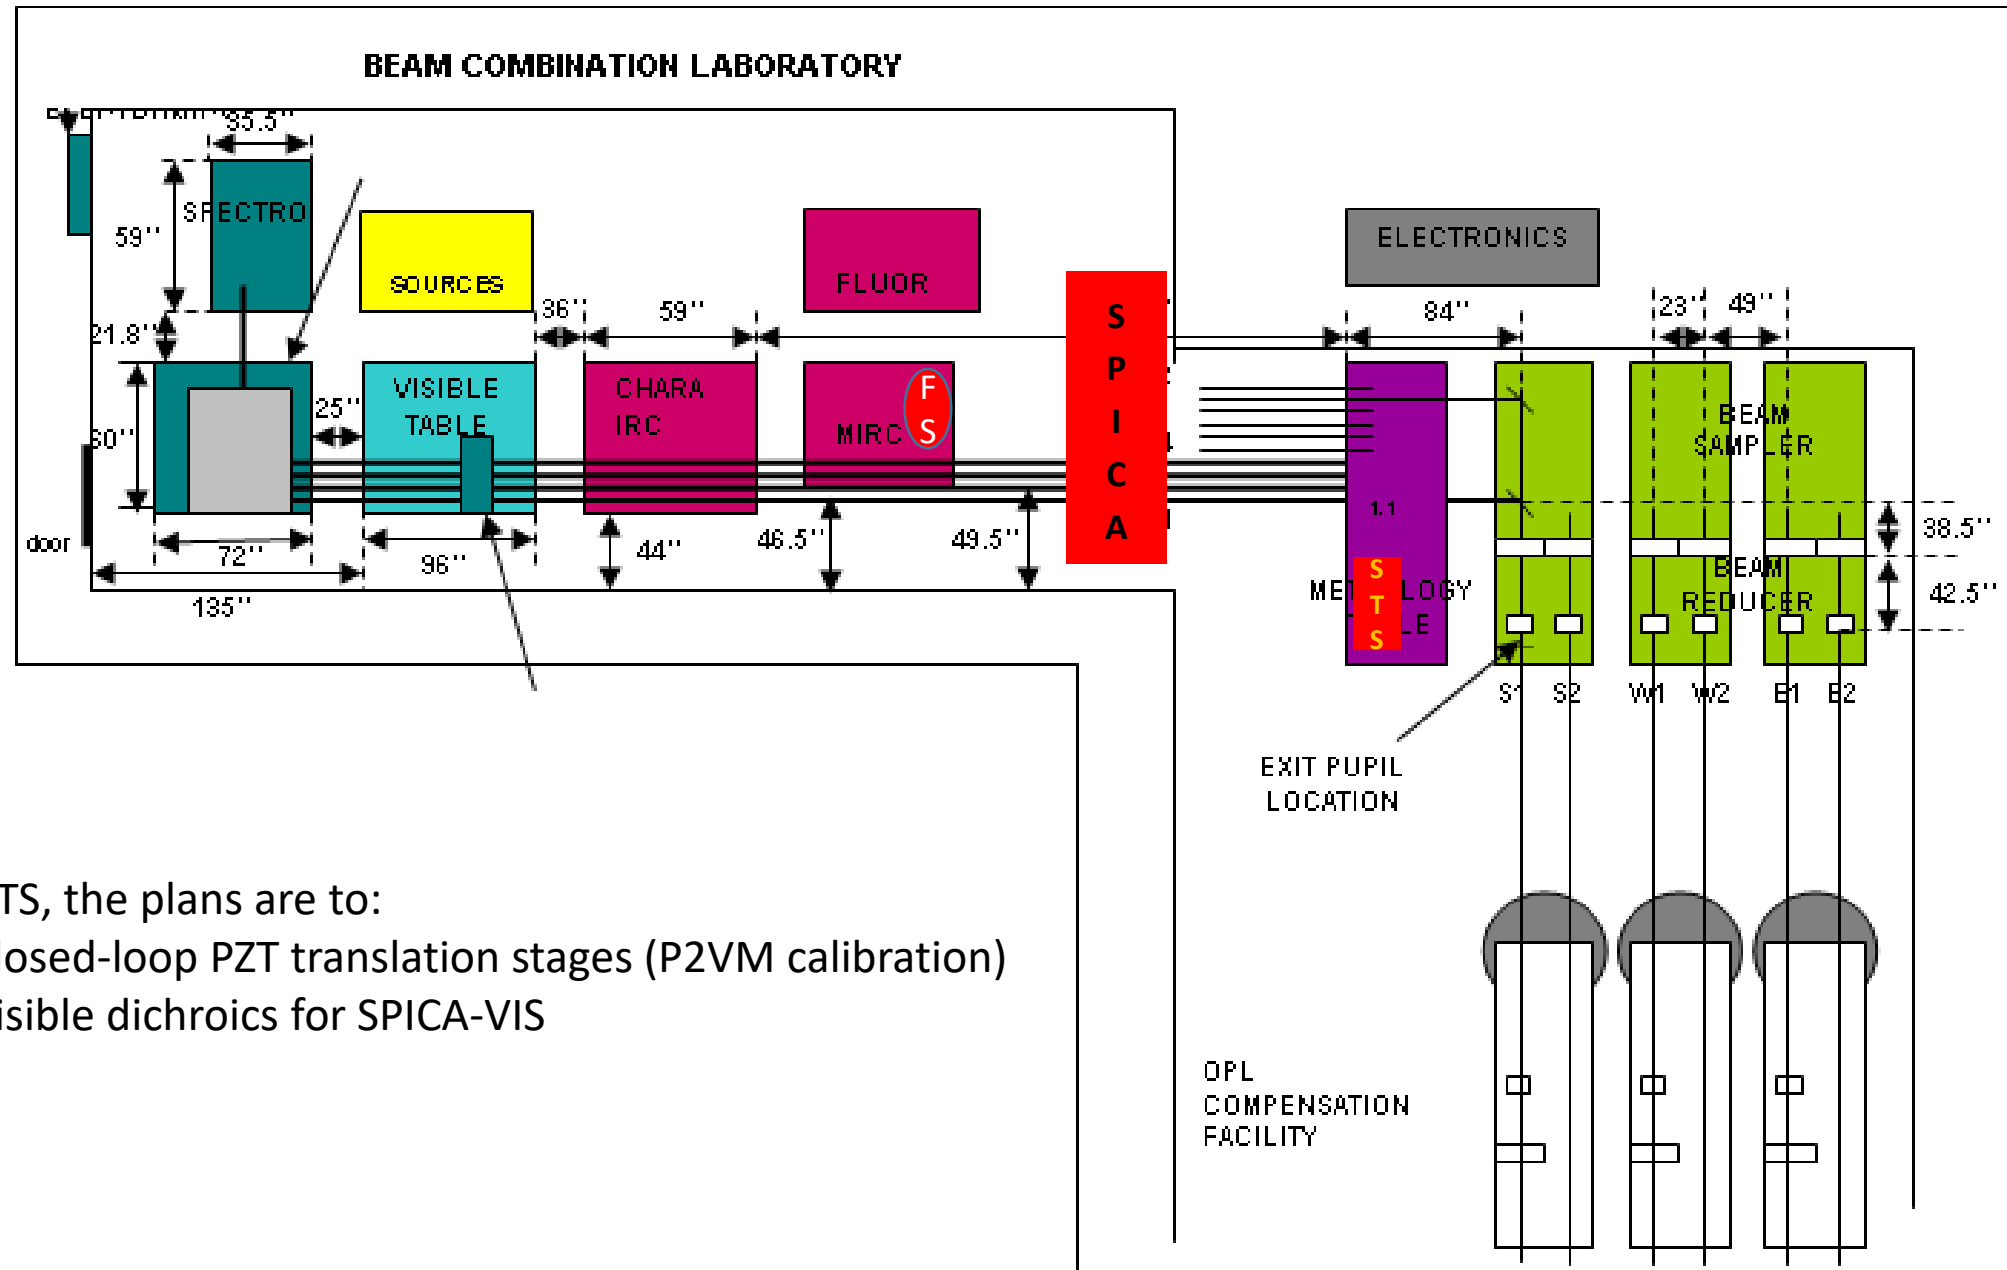 BEAM COMBINATION LABORATORY
35.5''
SPECTRO
59''
SOURCES
FLUOR
ELECTRONICS
21.8''
36''
59''
84''
23''
49''
S
P
I
C
A
VISIBLE
TABLE
CHARA
IRC
MIRC
F
S
25''
BEAM
SAMPLER
1.1
door
72''
96''
44''
46.5''
49.5''
38.5''
135''
S
T
S
BEAM
REDUCER
42.5''
S1
S2
W1
W2
E1
E2
EXIT PUPIL
LOCATION
TS, the plans are to:
losed-loop PZT translation stages (P2VM calibration)
isible dichroics for SPICA-VIS
OPL
COMPENSATION
FACILITY